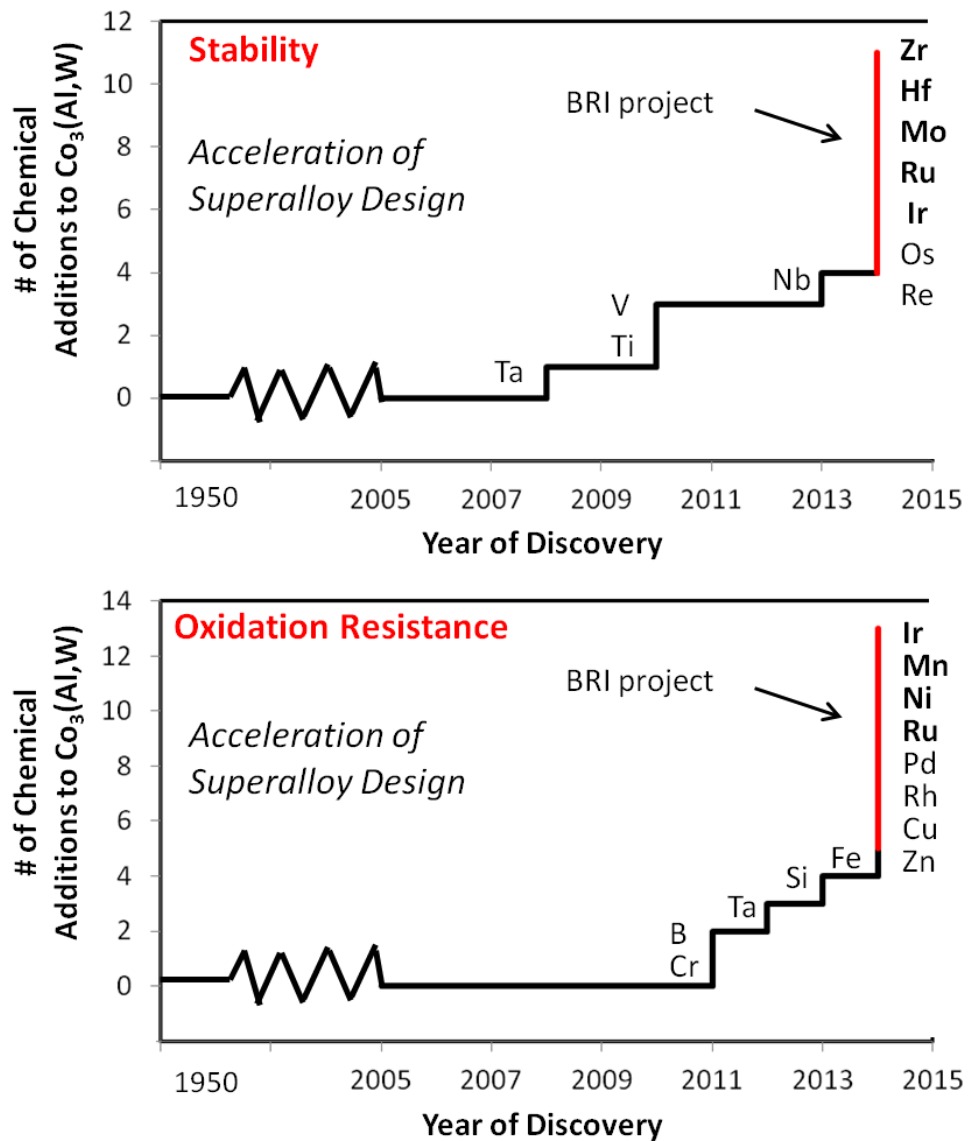 # of Chemical
Additions to Co₃(Al,W)
12
10
8
6
4
2
0
Stability
Acceleration of
Superalloy Design
BRI project
Zr
Hf
Mo
Ru
Ir
Os
Re
Nb
V
Ti
Ta
1950
2005
2007
2009
2011
2013
2015
Year of Discovery
# of Chemical
Additions to Co₃(Al,W)
14
12
10
8
6
4
2
0
Oxidation Resistance
Acceleration of
Superalloy Design
BRI project
Ir
Mn
Ni
Ru
Pd
Rh
Cu
Zn
Fe
Si
Ta
B
Cr
1950
2005
2007
2009
2011
2013
2015
Year of Discovery